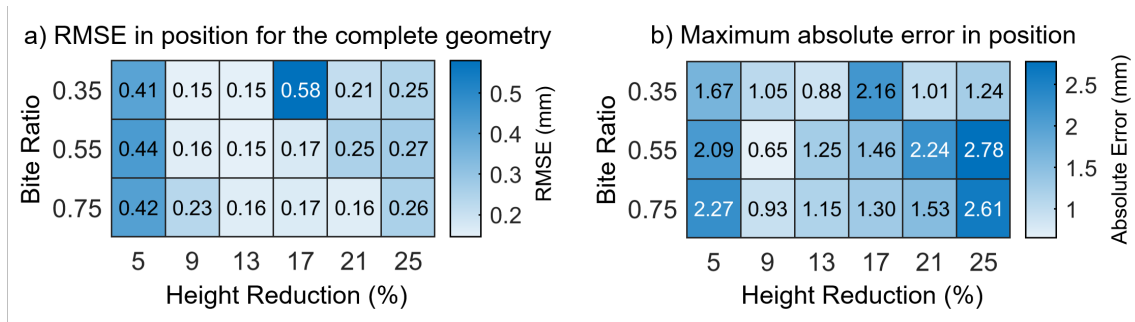 a) RMSE in position for the complete geometry
Bite Ratio
0.35 0.41 0.15 0.15 0.58 0.21 0.25
0.55 0.44 0.16 0.15 0.17 0.25 0.27
0.75 0.42 0.23 0.16 0.17 0.16 0.26
5 9 13 17 21 25
Height Reduction (%)
0.5
0.4
0.3
0.2
RMSE (mm)
b) Maximum absolute error in position
Bite Ratio
0.35 1.67 1.05 0.88 2.16 1.01 1.24
0.55 2.09 0.65 1.25 1.46 2.24 2.78
0.75 2.27 0.93 1.15 1.30 1.53 2.61
5 9 13 17 21 25
Height Reduction (%)
2.5
2
1.5
1
Absolute Error (mm)